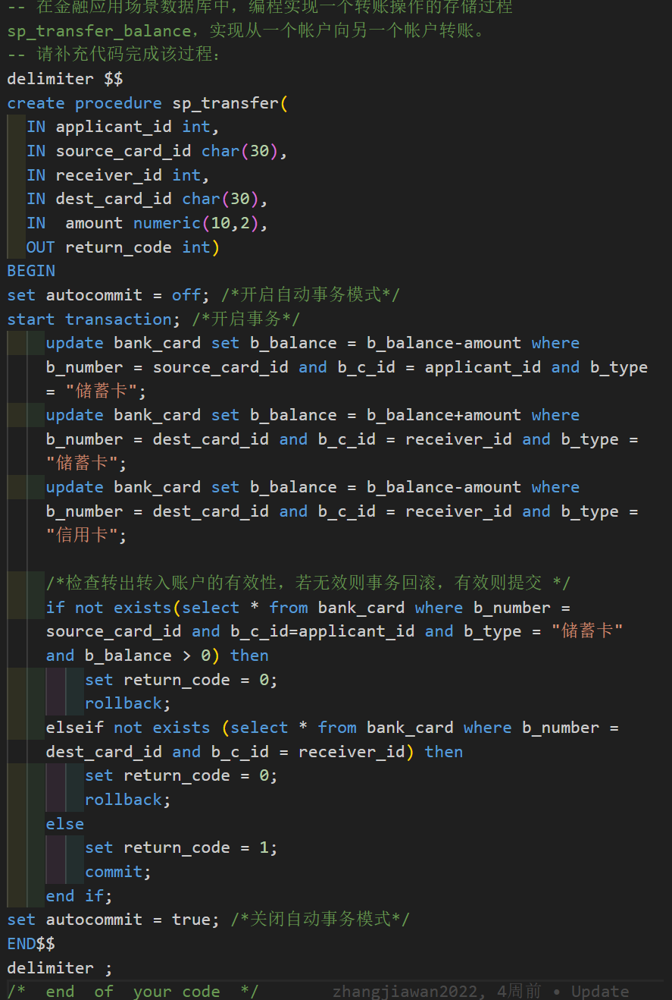 -- 在金融应用场景数据库中，编程实现一个转账操作的存储过程
sp_transfer_balance，实现从一个帐户向另一个帐户转账。
-- 请补充代码完成该过程：
delimiter $$
create procedure sp_transfer(
IN applicant_id int,
IN source_card_id char(30),
IN receiver_id int,
IN dest_card_id char(30),
IN  amount numeric(10,2),
OUT return_code int)
BEGIN
set autocommit = off; /*开启自动事务模式*/
start transaction; /*开启事务*/
update bank_card set b_balance = b_balance-amount where
b_number = source_card_id and b_c_id = applicant_id and b_type
= "储蓄卡";
update bank_card set b_balance = b_balance+amount where
b_number = dest_card_id and b_c_id = receiver_id and b_type =
"储蓄卡";
update bank_card set b_balance = b_balance-amount where
b_number = dest_card_id and b_c_id = receiver_id and b_type =
"信用卡";
/*检查转出转入账户的有效性，若无效则事务回滚，有效则提交 */
if not exists(select * from bank_card where b_number =
source_card_id and b_c_id=applicant_id and b_type = "储蓄卡"
and b_balance > 0) then
set return_code = 0;
rollback;
elseif not exists (select * from bank_card where b_number =
dest_card_id and b_c_id = receiver_id) then
set return_code = 0;
rollback;
else
set return_code = 1;
commit;
end if;
set autocommit = true; /*关闭自动事务模式*/
END$$
delimiter ;
/*  end  of  your code  */ zhangjiawan2022, 4周前 • Update